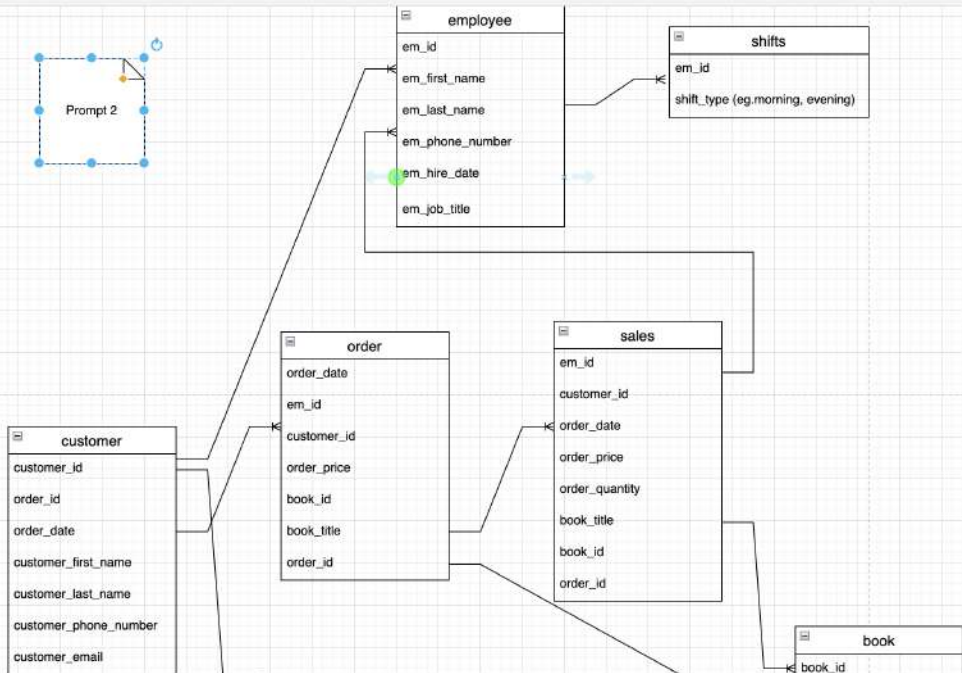 Prompt 2
employee
em_id
em_first_name
em_last_name
em_phone_number
em_hire_date
em_job_title
shifts
em_id
shift_type (eg.morning, evening)
order
order_date
em_id
customer_id
order_price
book_id
book_title
order_id
sales
em_id
customer_id
order_date
order_price
order_quantity
book_title
book_id
order_id
customer
customer_id
order_id
order_date
customer_first_name
customer_last_name
customer_phone_number
customer_email
book
book_id